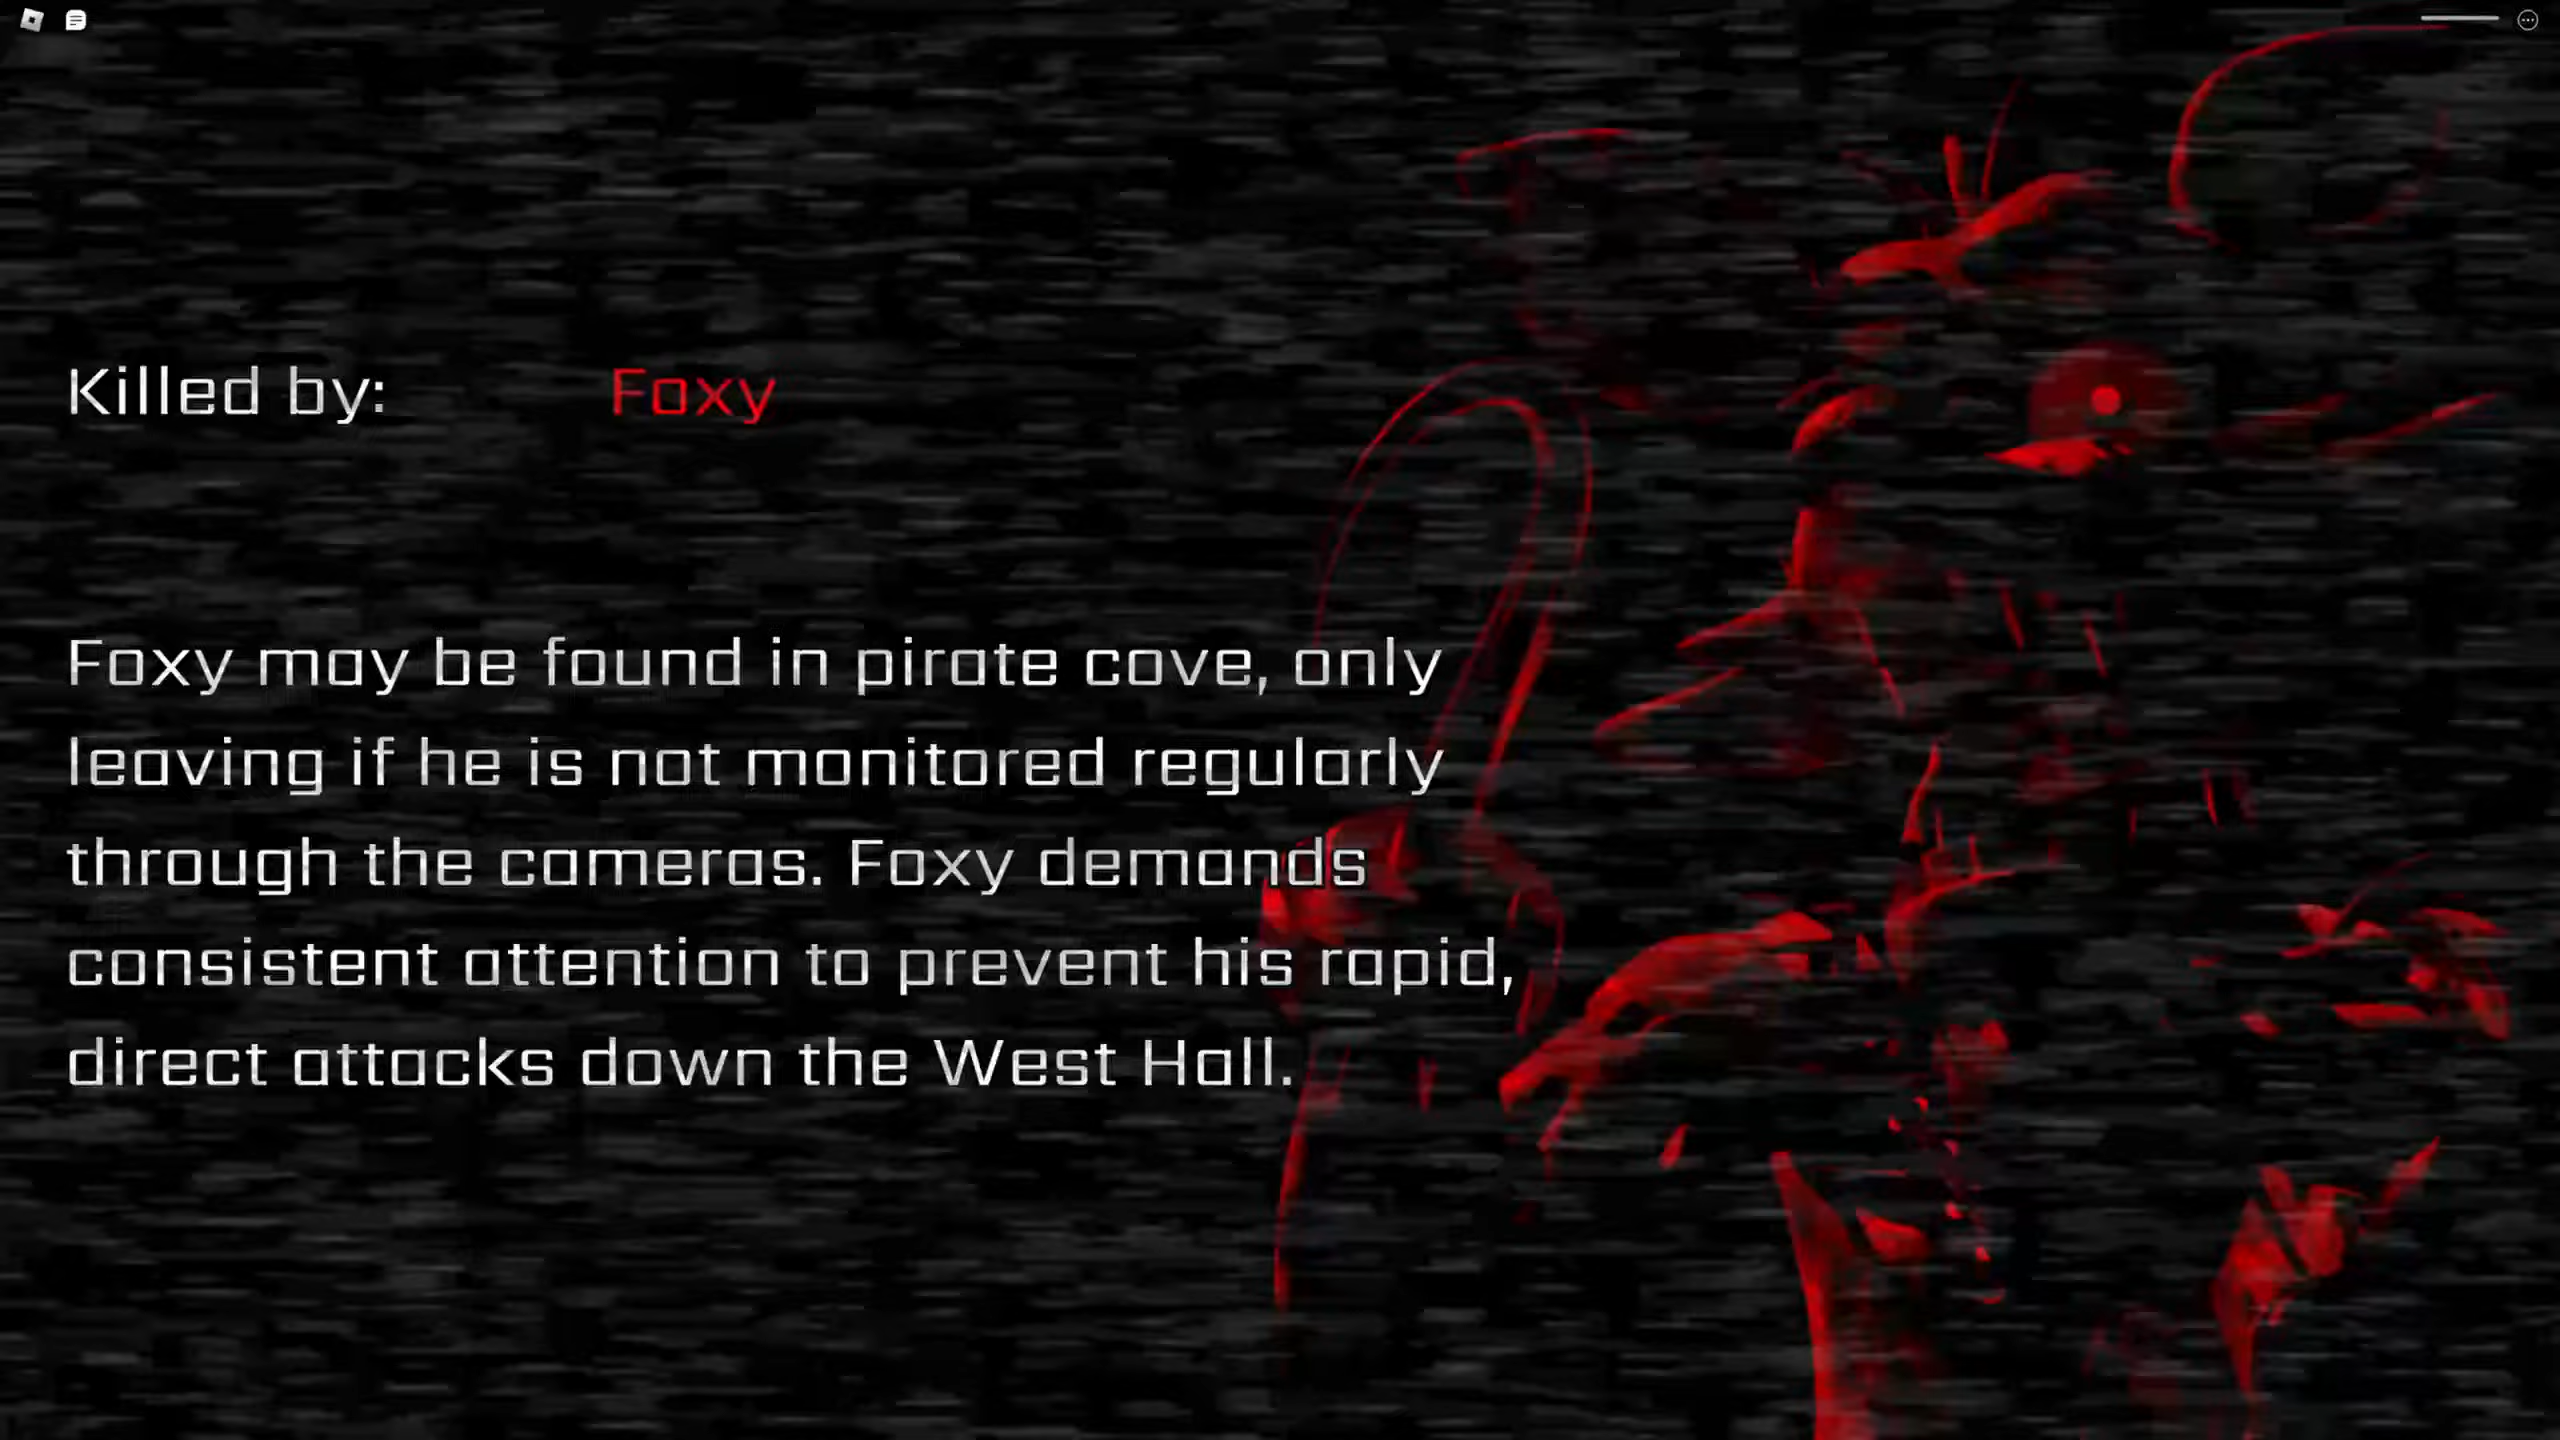 Killed by: Foxy
Foxy may be found in pirate cove, only
leaving if he is not monitored regularly
through the cameras. Foxy demands
consistent attention to prevent his rapid,
direct attacks down the West Hall.